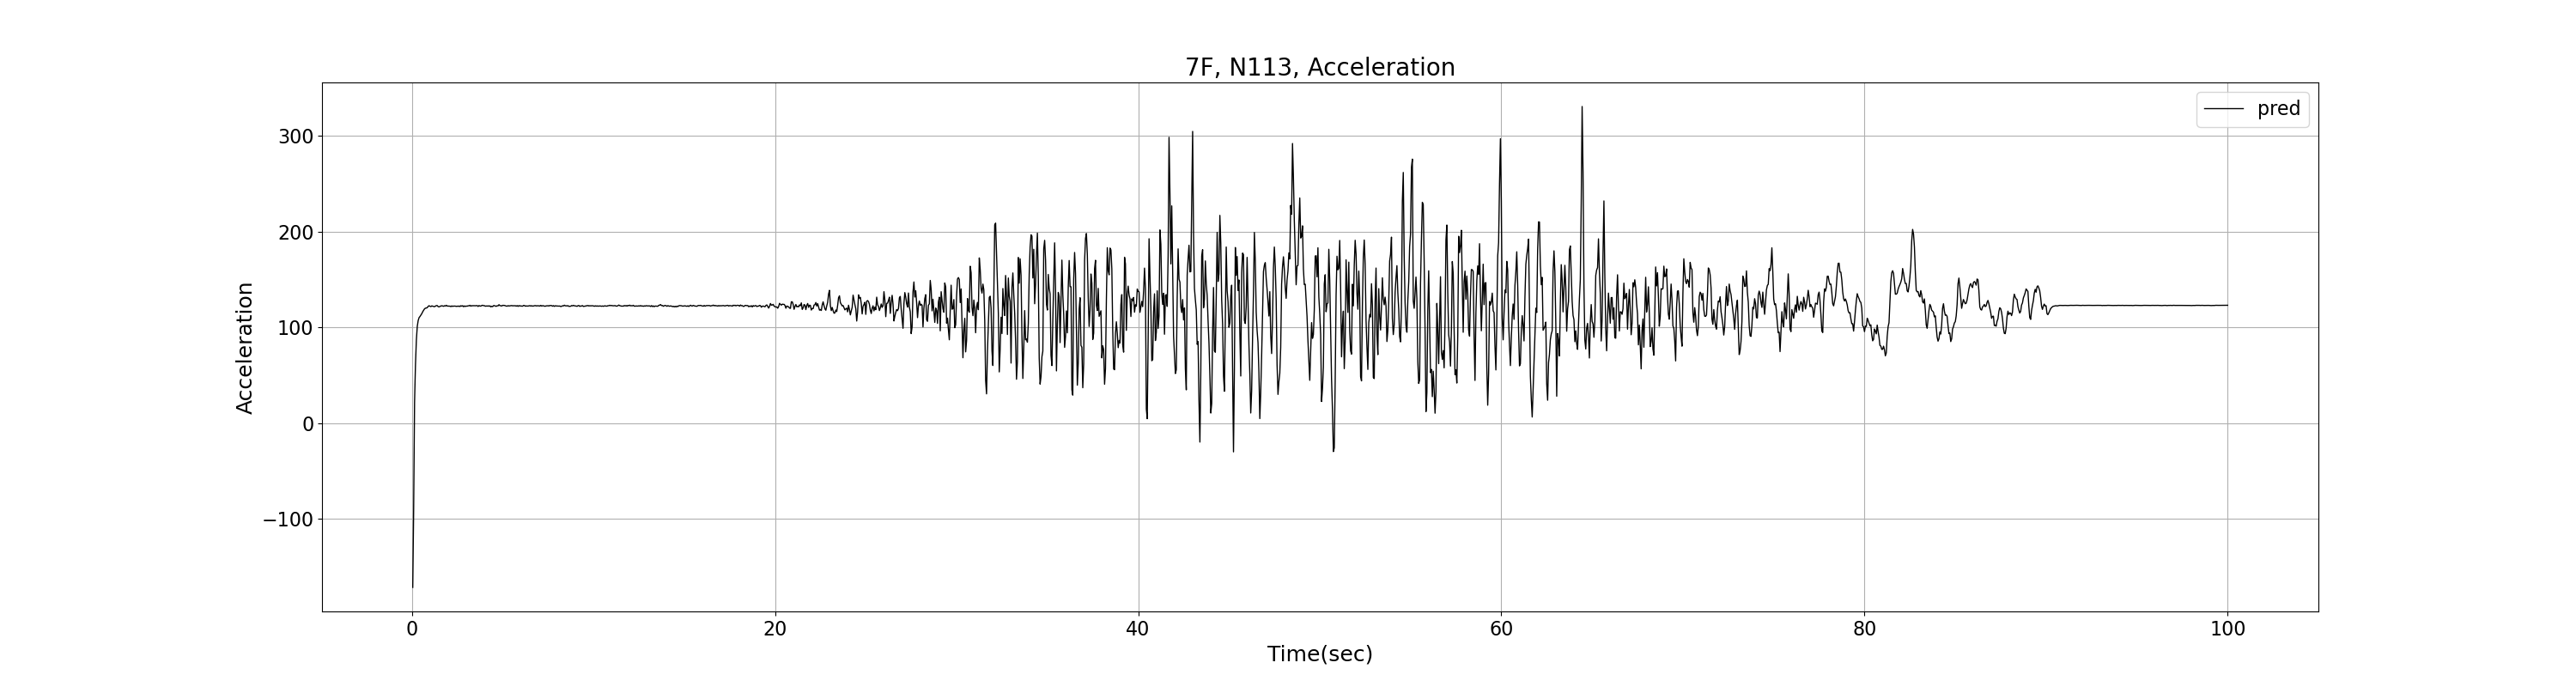 7F, N113, Acceleration
pred
Acceleration
300
200
100
0
−100
0 20 40 60 80 100
Time(sec)